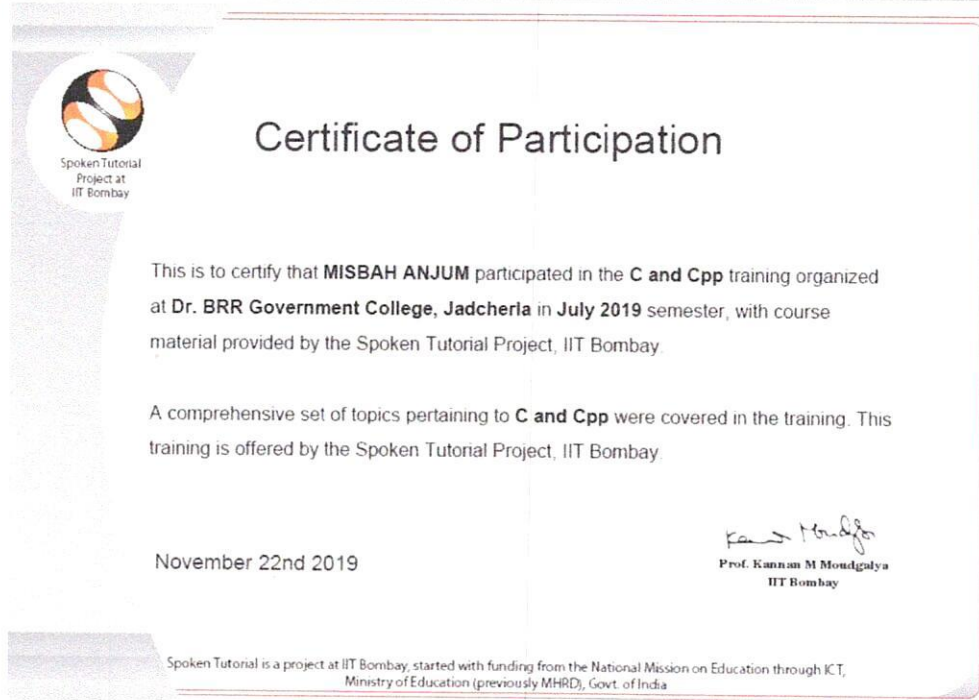 Spoken Tutorial
Project at
IIT Bombay
Certificate of Participation
This is to certify that MISBAH ANJUM participated in the C and Cpp training organized
at Dr. BRR Government College, Jadcherla in July 2019 semester, with course
material provided by the Spoken Tutorial Project, IIT Bombay.
A comprehensive set of topics pertaining to C and Cpp were covered in the training. This
training is offered by the Spoken Tutorial Project, IIT Bombay.
November 22nd 2019
Kannan Moudgalya
Prof. Kannan M Moudgalya
IIT Bombay
Spoken Tutorial is a project at IIT Bombay, started with funding from the National Mission on Education through ICT,
Ministry of Education (previously MHRD), Govt. of India